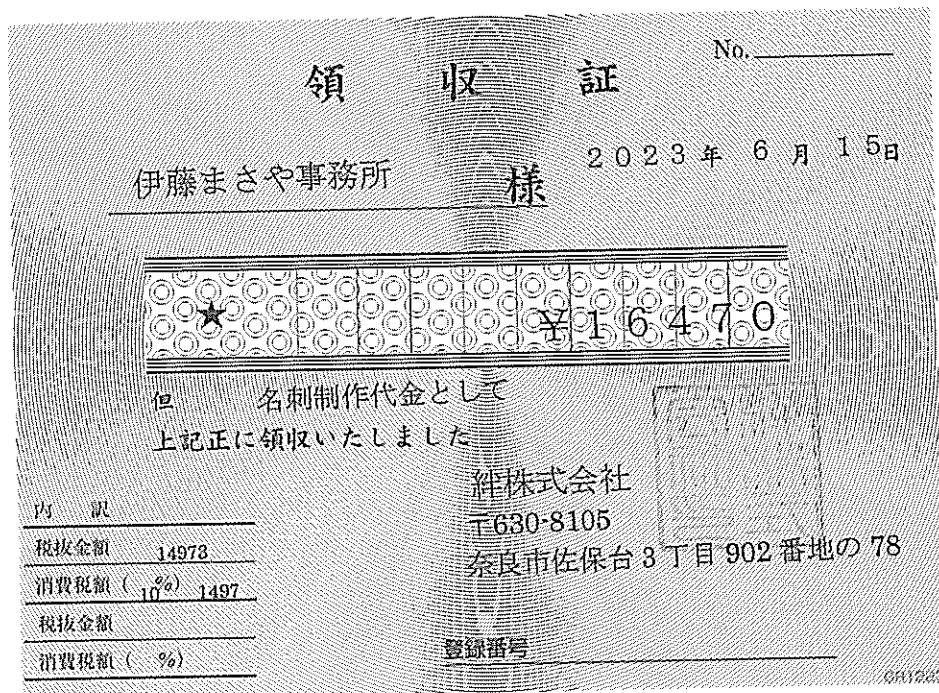 No.
領 収 証
2023年 6月 15日
伊藤まさや事務所 様
★ ¥16470
但 名刺制作代金として
上記正に領収いたしました
絆株式会社
〒630-8105
奈良市佐保台3丁目902番地の78
内 訳
税抜金額 14973
消費税額 ( 10 %) 1497
税抜金額
消費税額 ( %)
登録番号